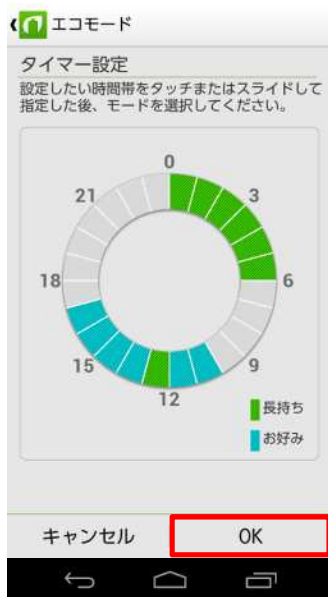 エコモード
タイマー設定
設定したい時間帯をタッチまたはスライドして
指定した後、モードを選択してください。
0
21
3
18
6
15
9
12
長持ち
お好み
キャンセル
OK